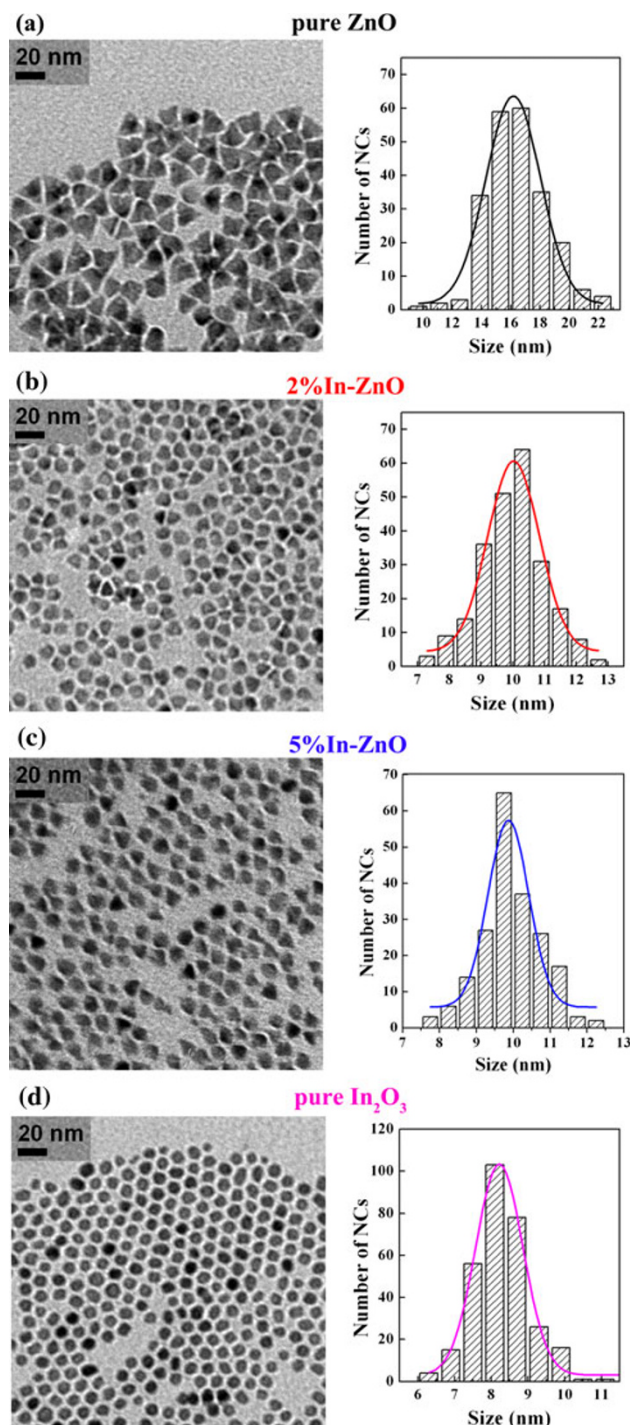 (a)
pure ZnO
20 nm
Number of NCs
70
60
50
40
30
20
10
0
10 12 14 16 18 20 22
Size (nm)
(b)
2%In-ZnO
20 nm
Number of NCs
70
60
50
40
30
20
10
0
7 8 9 10 11 12 13
Size (nm)
(c)
5%In-ZnO
20 nm
Number of NCs
70
60
50
40
30
20
10
0
7 8 9 10 11 12 13
Size (nm)
(d)
pure In₂O₃
20 nm
Number of NCs
120
100
80
60
40
20
0
6 7 8 9 10 11
Size (nm)